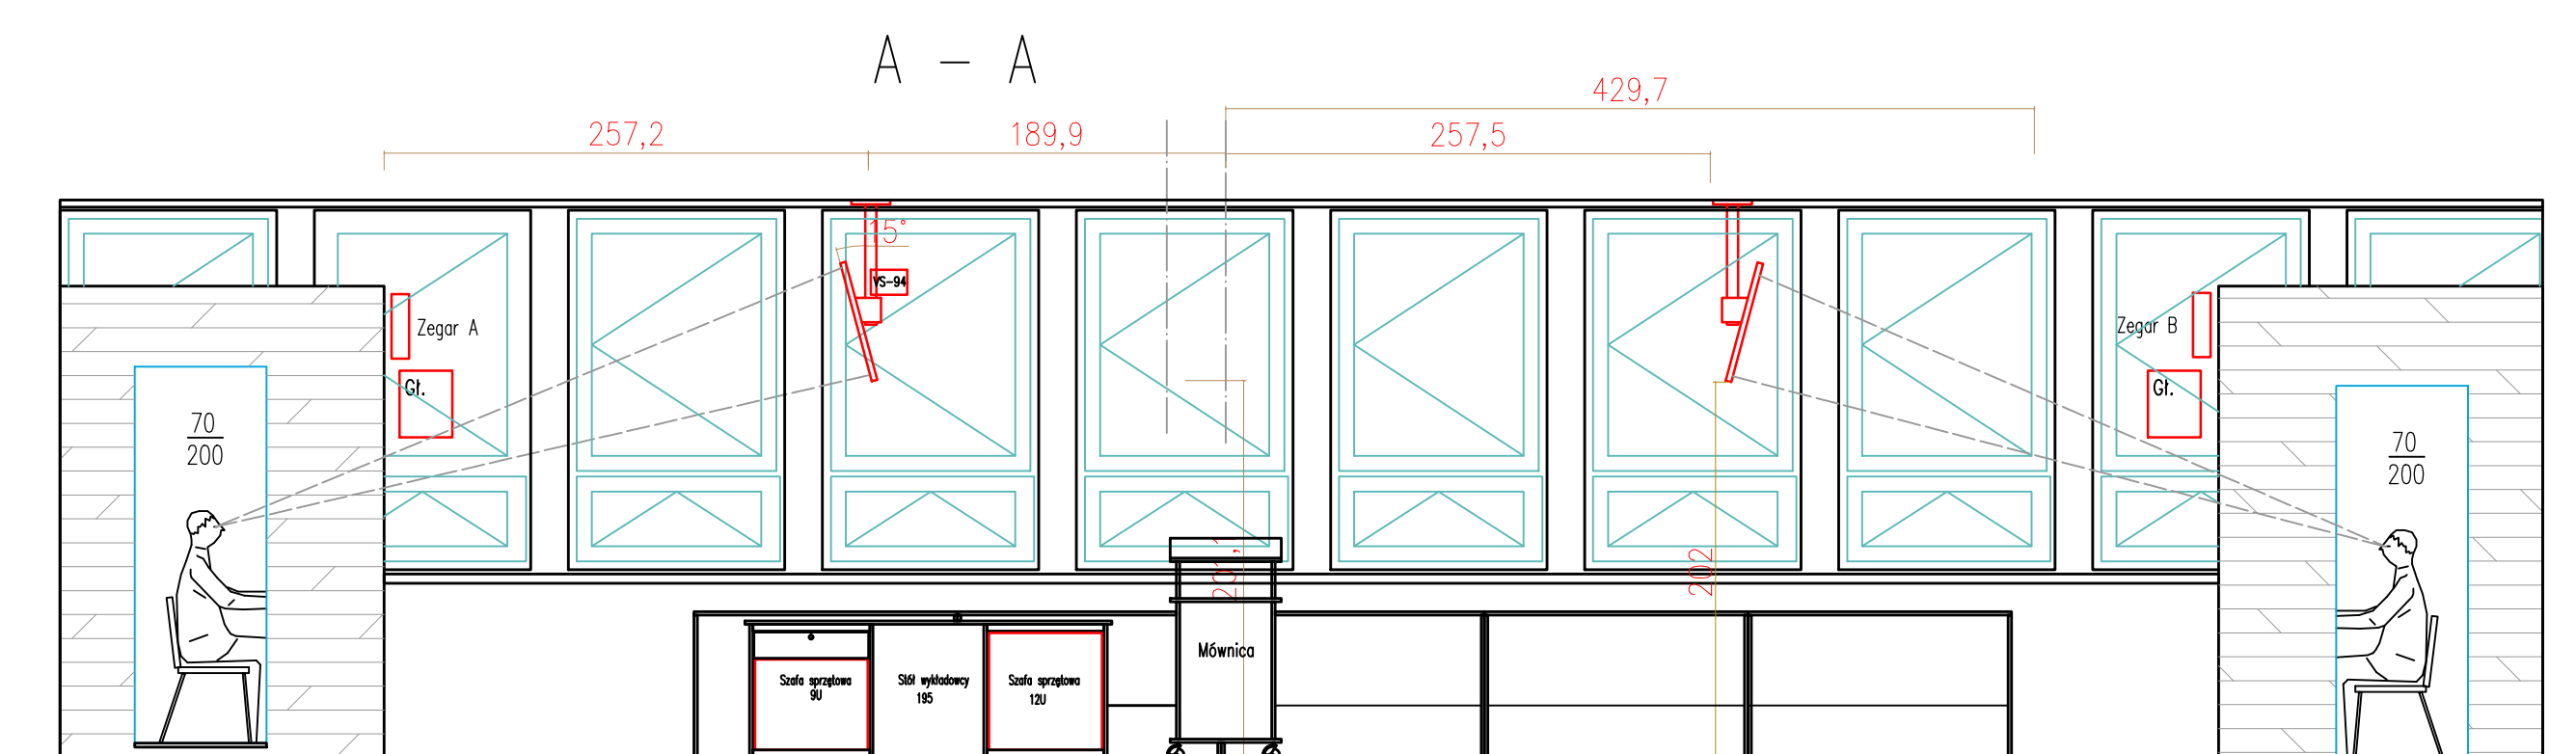 A – A
429,7
257,2
189,9
257,5
15°
VS-94
Zegar A
Zegar B
Gł.
Gł.
70
200
70
200
202
Mównica
Szafa sprzętowa
9U
Stół wykładowcy
195
Szafa sprzętowa
12U